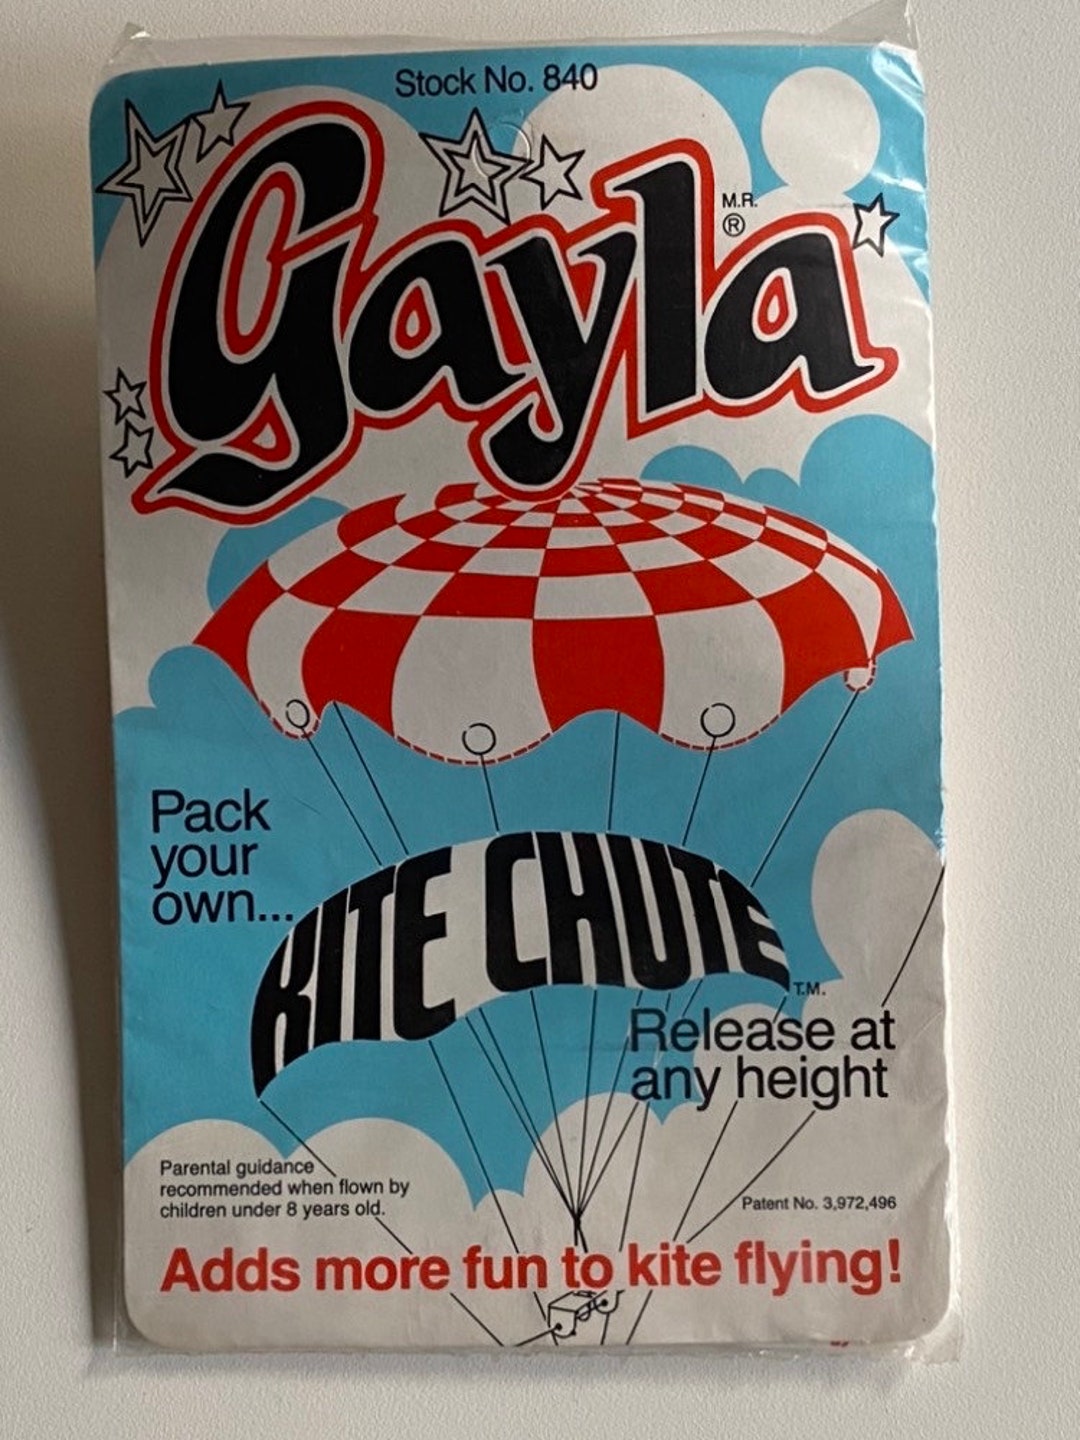 Stock No. 840
Gayla
M.R.
®
Pack
your
own...
KITE CHUTE
T.M.
Release at
any height
Parental guidance
recommended when flown by
children under 8 years old.
Patent No. 3,972,496
Adds more fun to kite flying!